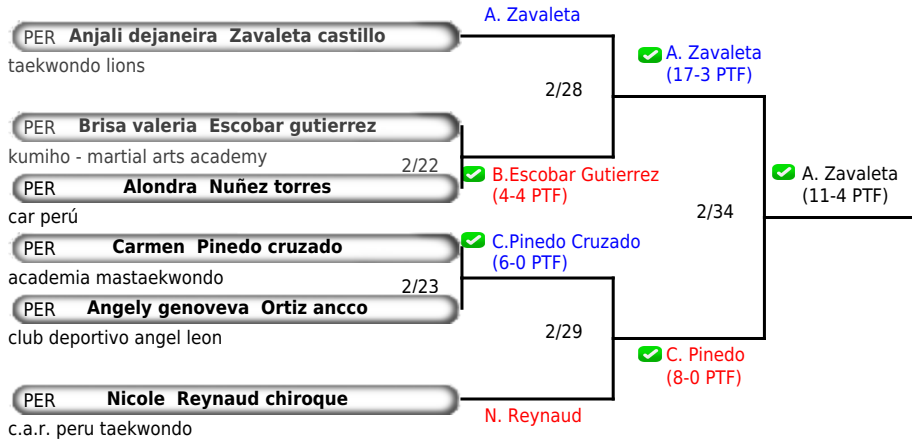 A. Zavaleta
PER Anjali dejaneira Zavaleta castillo
taekwondo lions
A. Zavaleta
(17-3 PTF)
2/28
PER Brisa valeria Escobar gutierrez
kumiho - martial arts academy
2/22
B.Escobar Gutierrez
(4-4 PTF)
PER Alondra Nuñez torres
car perú
A. Zavaleta
(11-4 PTF)
2/34
PER Carmen Pinedo cruzado
academia mastaekwondo
C.Pinedo Cruzado
(6-0 PTF)
2/23
PER Angely genoveva Ortiz ancco
club deportivo angel leon
2/29
C. Pinedo
(8-0 PTF)
PER Nicole Reynaud chiroque
c.a.r. peru taekwondo
N. Reynaud